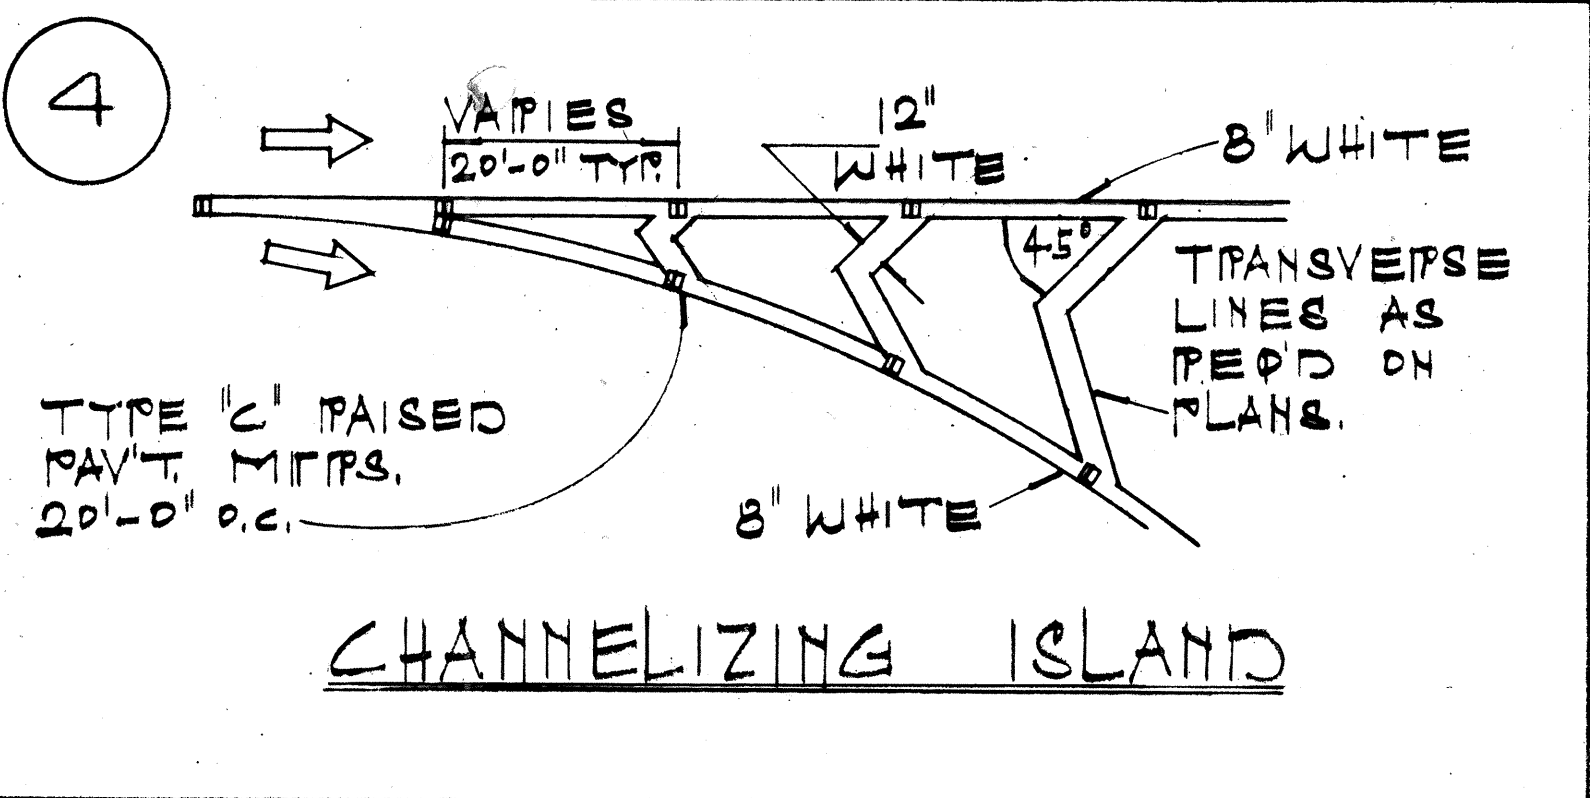 4
VARIES
20'-0" TYP.
12"
WHITE
8" WHITE
45°
TRANSVERSE
LINES AS
REQ'D ON
PLANS.
TYPE "C" RAISED
PAV'T. MRKRS.
20'-0" O.C.
8" WHITE
CHANNELIZING ISLAND